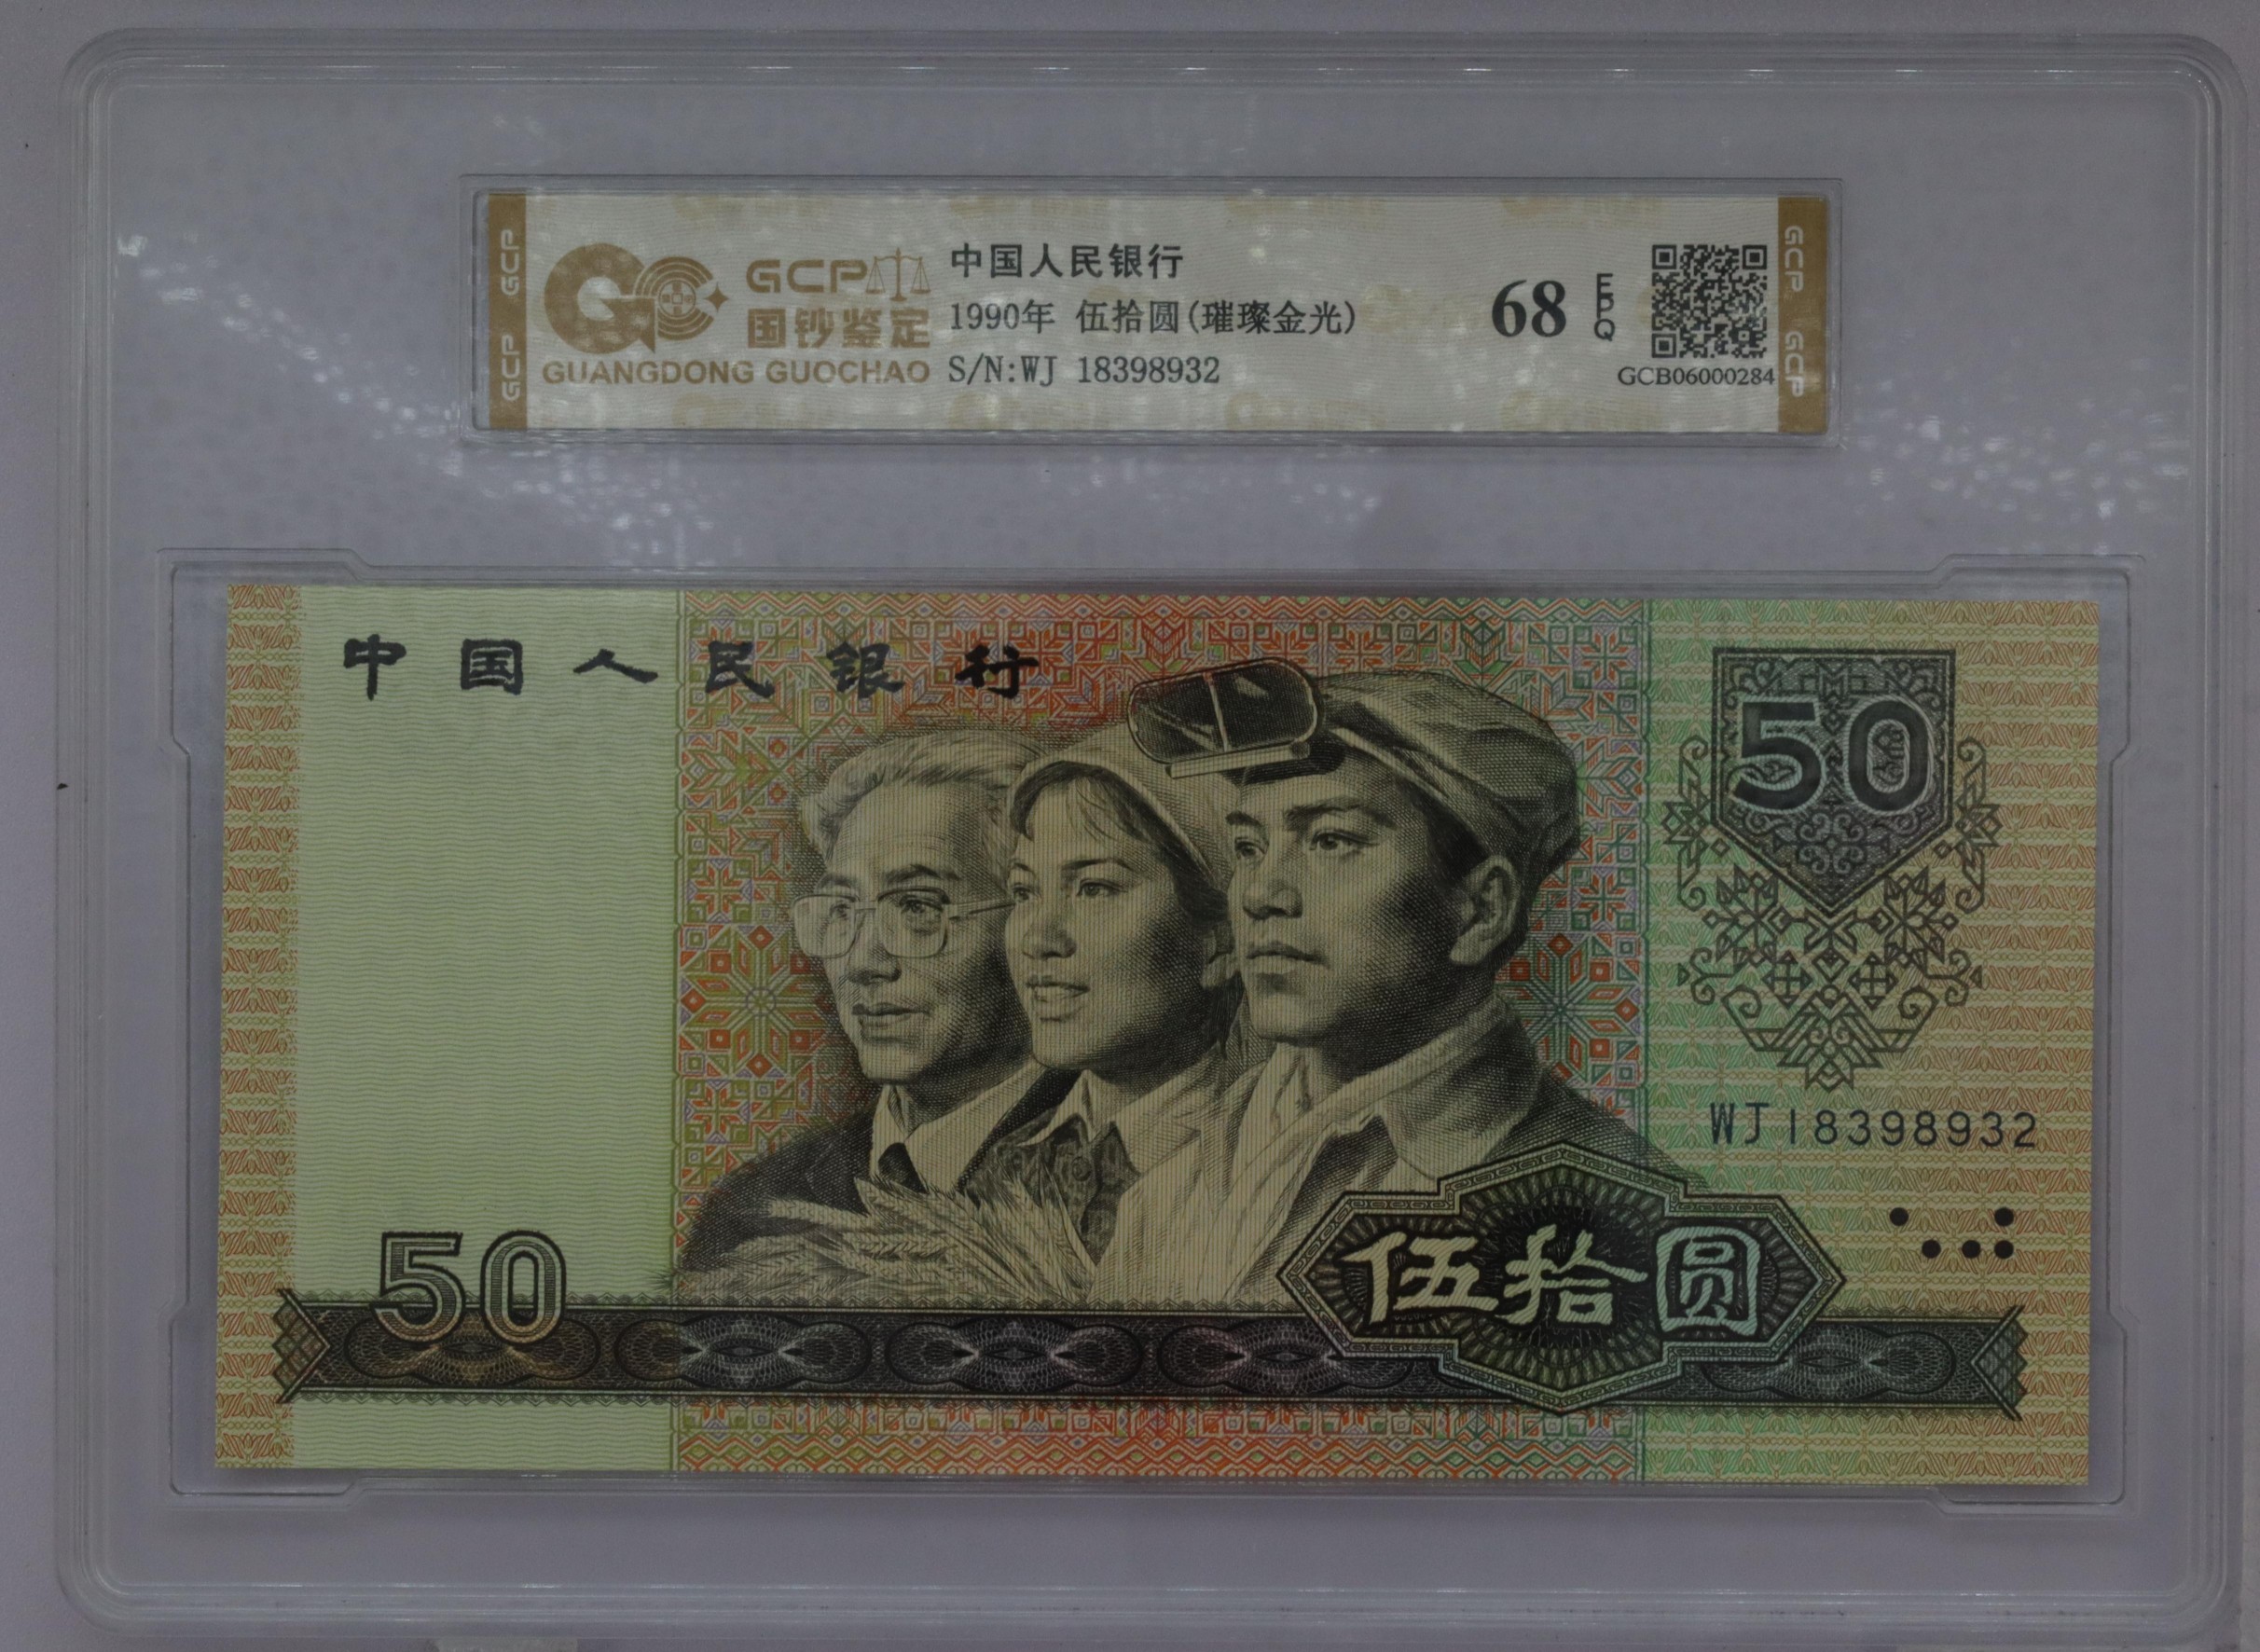 GCP 国钞鉴定
GUANGDONG GUOCHAO
中国人民银行
1990年 伍拾圆(璀璨金光)
S/N:WJ 18398932
68 EPQ
GCB06000284
GCP GCP
GCP GCP
中国人民银行
50
WJ18398932
50
伍拾圆